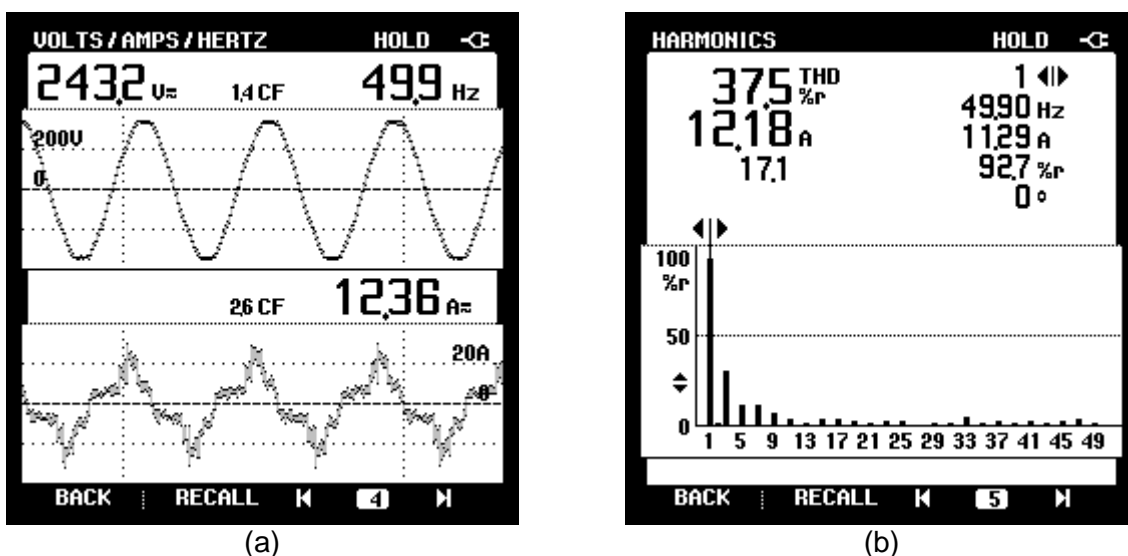 VOLTS/AMPS/HERTZ HOLD
243,2 V≂ 1,4 CF 49,9 Hz
200V
0
2,6 CF 12,36 A≂
20A
0
BACK RECALL 4
(a)
HARMONICS HOLD
37,5 THD %r 1
12,18 A 49,90 Hz
17,1 11,29 A
92,7 %r
0 °
100
%r
50
0
1 5 9 13 17 21 25 29 33 37 41 45 49
BACK RECALL 5
(b)